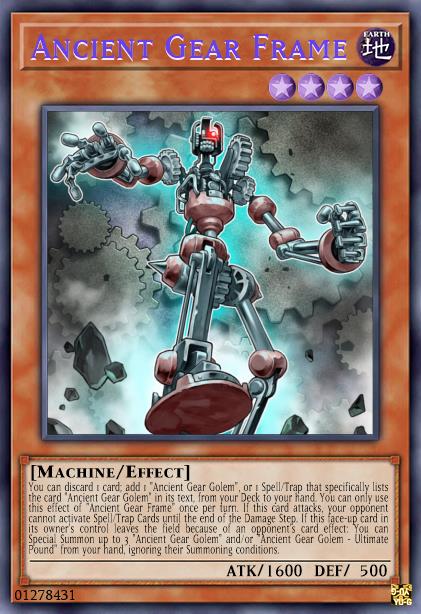 ANCIENT GEAR FRAME
EARTH
地
[MACHINE/EFFECT]
You can discard 1 card; add 1 "Ancient Gear Golem", or 1 Spell/Trap that specifically lists
the card "Ancient Gear Golem" in its text, from your Deck to your hand. You can only use
this effect of "Ancient Gear Frame" once per turn. If this card attacks, your opponent
cannot activate Spell/Trap Cards until the end of the Damage Step. If this face-up card in
its owner's control leaves the field because of an opponent's card effect: You can
Special Summon up to 3 "Ancient Gear Golem" and/or "Ancient Gear Golem - Ultimate
Pound" from your hand, ignoring their Summoning conditions.
ATK/1600 DEF/ 500
01278431